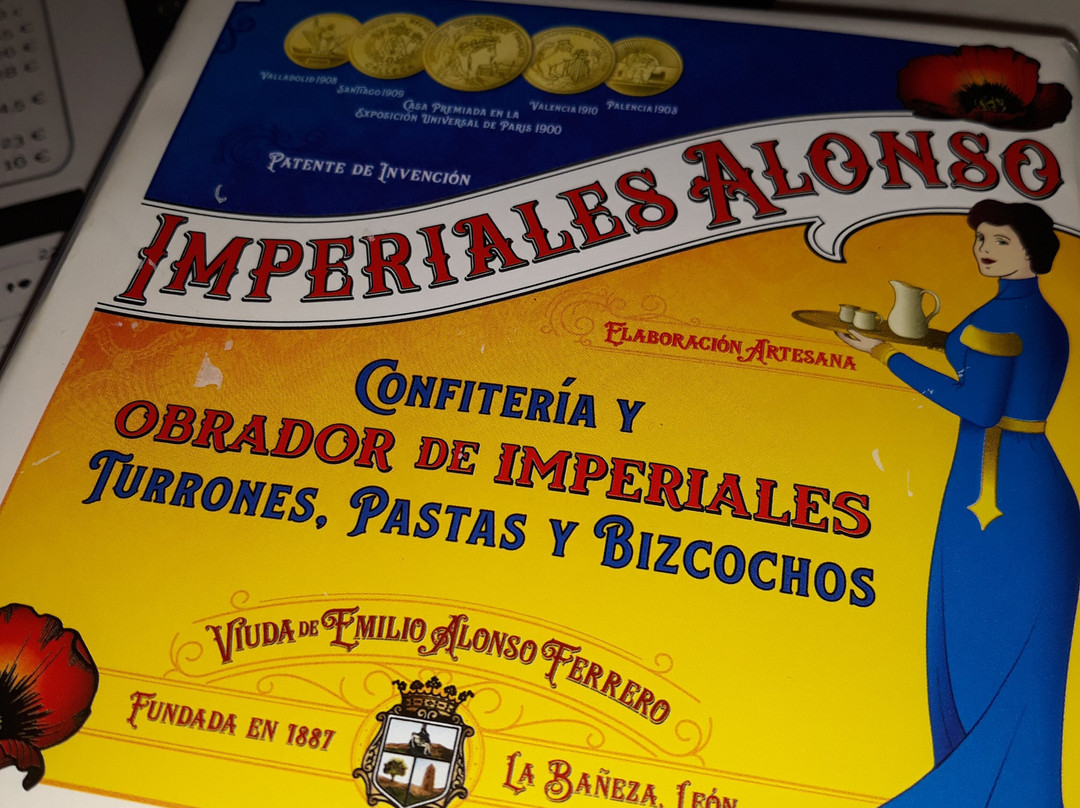 VALLADOLID 1908
SANTIAGO 1909
CASA PREMIADA EN LA
EXPOSICIÓN UNIVERSAL DE PARIS 1900
VALENCIA 1910
PALENCIA 1903
PATENTE DE INVENCIÓN
IMPERIALES ALONSO
ELABORACIÓN ARTESANA
CONFITERÍA Y
OBRADOR DE IMPERIALES
TURRONES, PASTAS Y BIZCOCHOS
VIUDA DE EMILIO ALONSO FERRERO
FUNDADA EN 1887
LA BAÑEZA, LEÓN
23 €